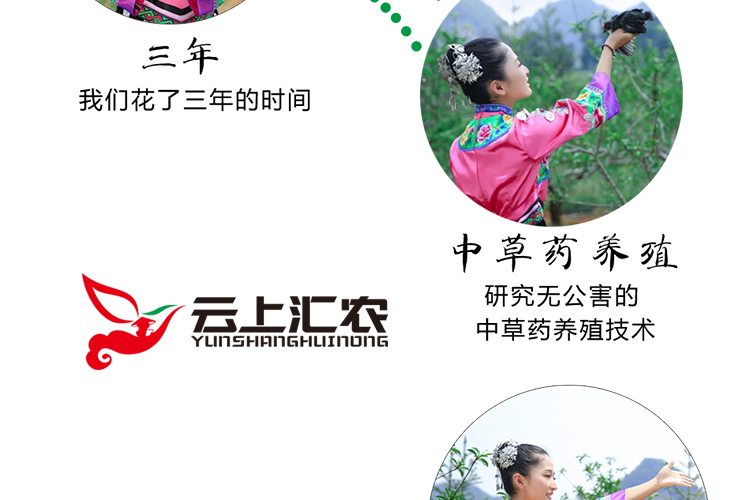 三年
我们花了三年的时间
中草药养殖
研究无公害的
中草药养殖技术
云上汇农
YUNSHANGHUINONG